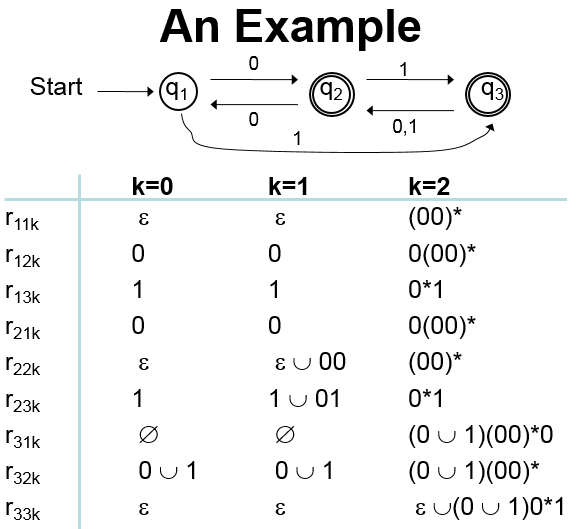 An Example
Start q₁ 0 q₂ 1 q₃
0 0,1
1
k=0 k=1 k=2
r₁₁ₖ ε ε (00)*
r₁₂ₖ 0 0 0(00)*
r₁₃ₖ 1 1 0*1
r₂₁ₖ 0 0 0(00)*
r₂₂ₖ ε ε ∪ 00 (00)*
r₂₃ₖ 1 1 ∪ 01 0*1
r₃₁ₖ ∅ ∅ (0 ∪ 1)(00)*0
r₃₂ₖ 0 ∪ 1 0 ∪ 1 (0 ∪ 1)(00)*
r₃₃ₖ ε ε ε ∪(0 ∪ 1)0*1